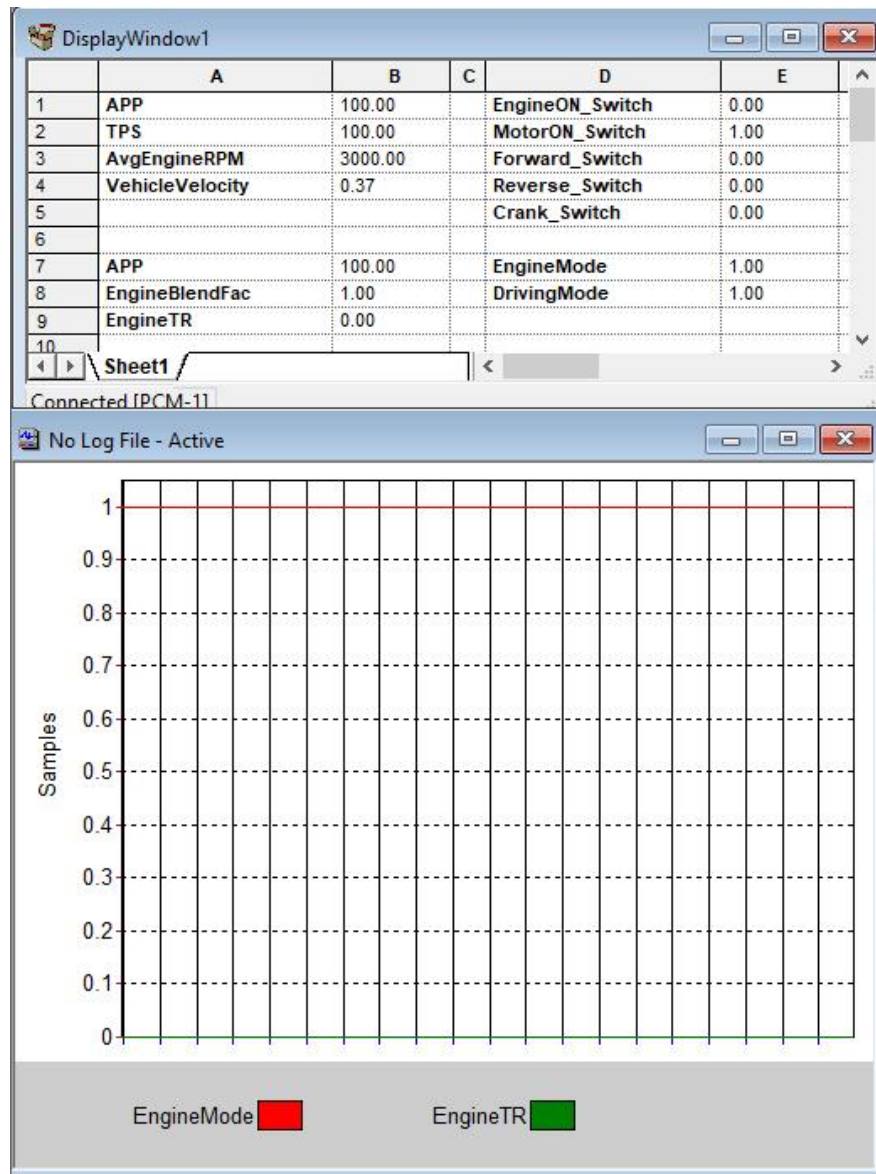 DisplayWindow1
A B C D E
1 APP 100.00 EngineON_Switch 0.00
2 TPS 100.00 MotorON_Switch 1.00
3 AvgEngineRPM 3000.00 Forward_Switch 0.00
4 VehicleVelocity 0.37 Reverse_Switch 0.00
5 Crank_Switch 0.00
6
7 APP 100.00 EngineMode 1.00
8 EngineBlendFac 1.00 DrivingMode 1.00
9 EngineTR 0.00
10
Sheet1
Connected [PCM-1]
No Log File - Active
1
0.9
0.8
0.7
0.6
0.5
0.4
0.3
0.2
0.1
0
Samples
EngineMode EngineTR